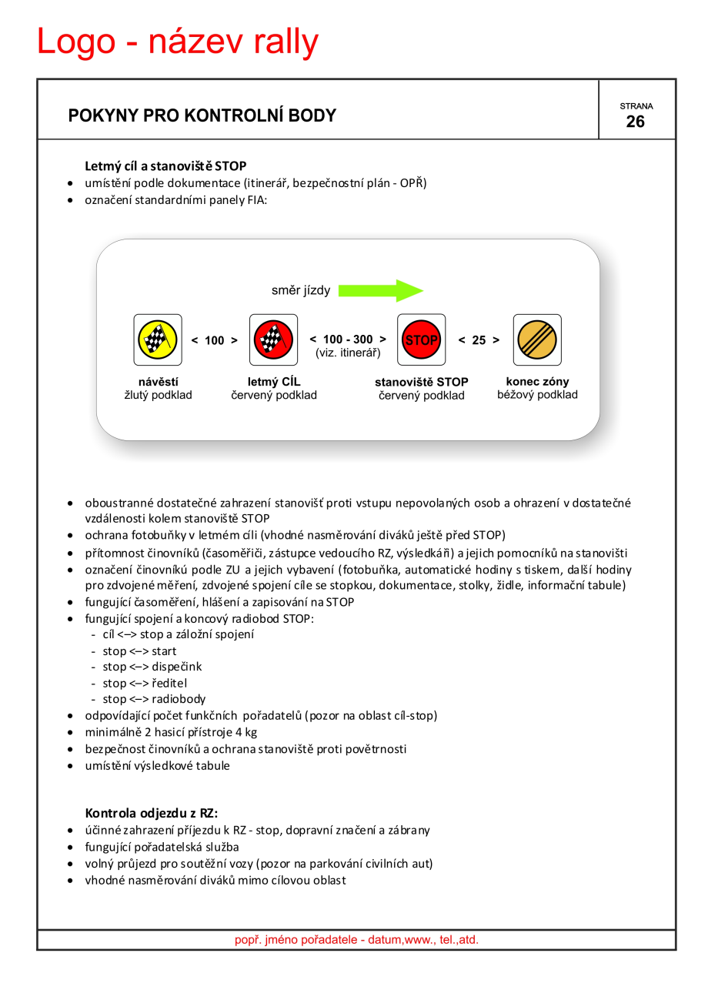 Logo - název rally
POKYNY PRO KONTROLNÍ BODY
STRANA
26
Letmý cíl a stanoviště STOP
• umístění podle dokumentace (itinerář, bezpečnostní plán - OPŘ)
• označení standardními panely FIA:
směr jízdy
< 100 >
< 100 - 300 >
(viz. itinerář)
STOP
< 25 >
návěstí
žlutý podklad
letmý CÍL
červený podklad
stanoviště STOP
červený podklad
konec zóny
béžový podklad
• oboustranné dostatečné zahrazení stanovišť proti vstupu nepovolaných osob a ohrazení v dostatečné
vzdálenosti kolem stanoviště STOP
• ochrana fotobuňky v letmém cíli (vhodné nasměrování diváků ještě před STOP)
• přítomnost činovníků (časoměřiči, zástupce vedoucího RZ, výsledkáři) a jejich pomocníků na stanovišti
• označení činovníkú podle ZU a jejich vybavení (fotobuňka, automatické hodiny s tiskem, další hodiny
pro zdvojené měření, zdvojené spojení cíle se stopkou, dokumentace, stolky, židle, informační tabule)
• fungující časoměření, hlášení a zapisování na STOP
• fungující spojení a koncový radiobod STOP:
- cíl <–> stop a záložní spojení
- stop <–> start
- stop <–> dispečink
- stop <–> ředitel
- stop <–> radiobody
• odpovídající počet funkčních pořadatelů (pozor na oblast cíl-stop)
• minimálně 2 hasicí přístroje 4 kg
• bezpečnost činovníků a ochrana stanoviště proti povětrnosti
• umístění výsledkové tabule
Kontrola odjezdu z RZ:
• účinné zahrazení příjezdu k RZ - stop, dopravní značení a zábrany
• fungující pořadatelská služba
• volný průjezd pro soutěžní vozy (pozor na parkování civilních aut)
• vhodné nasměrování diváků mimo cílovou oblast
popř. jméno pořadatele - datum,www., tel.,atd.